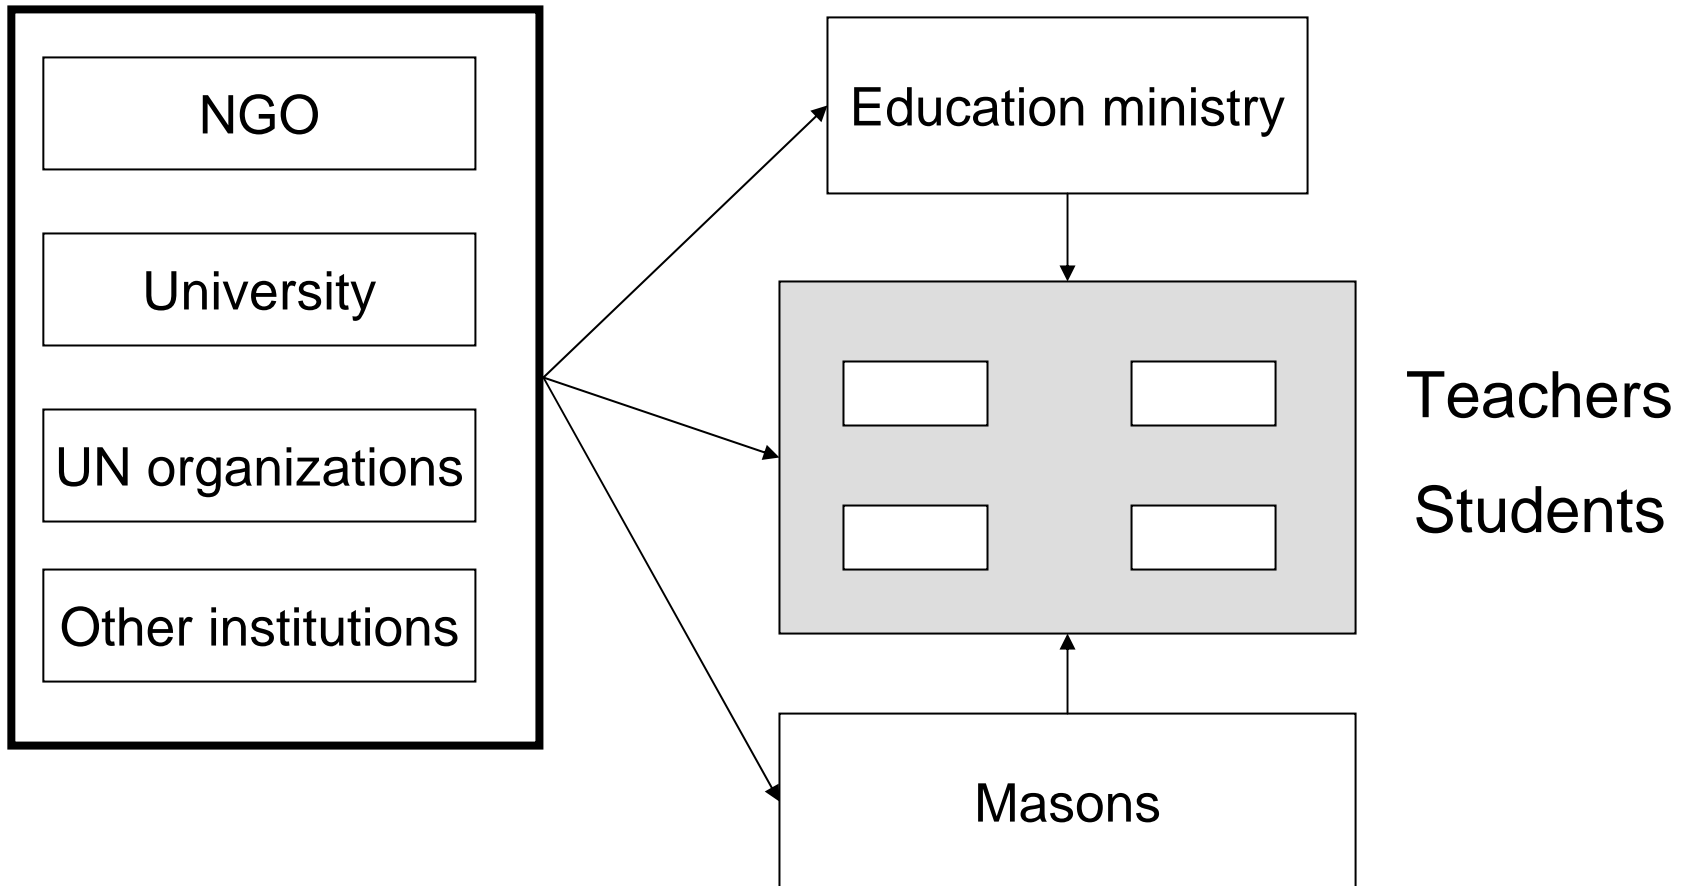 NGO
University
UN organizations
Other institutions
Education ministry
Teachers
Students
Masons